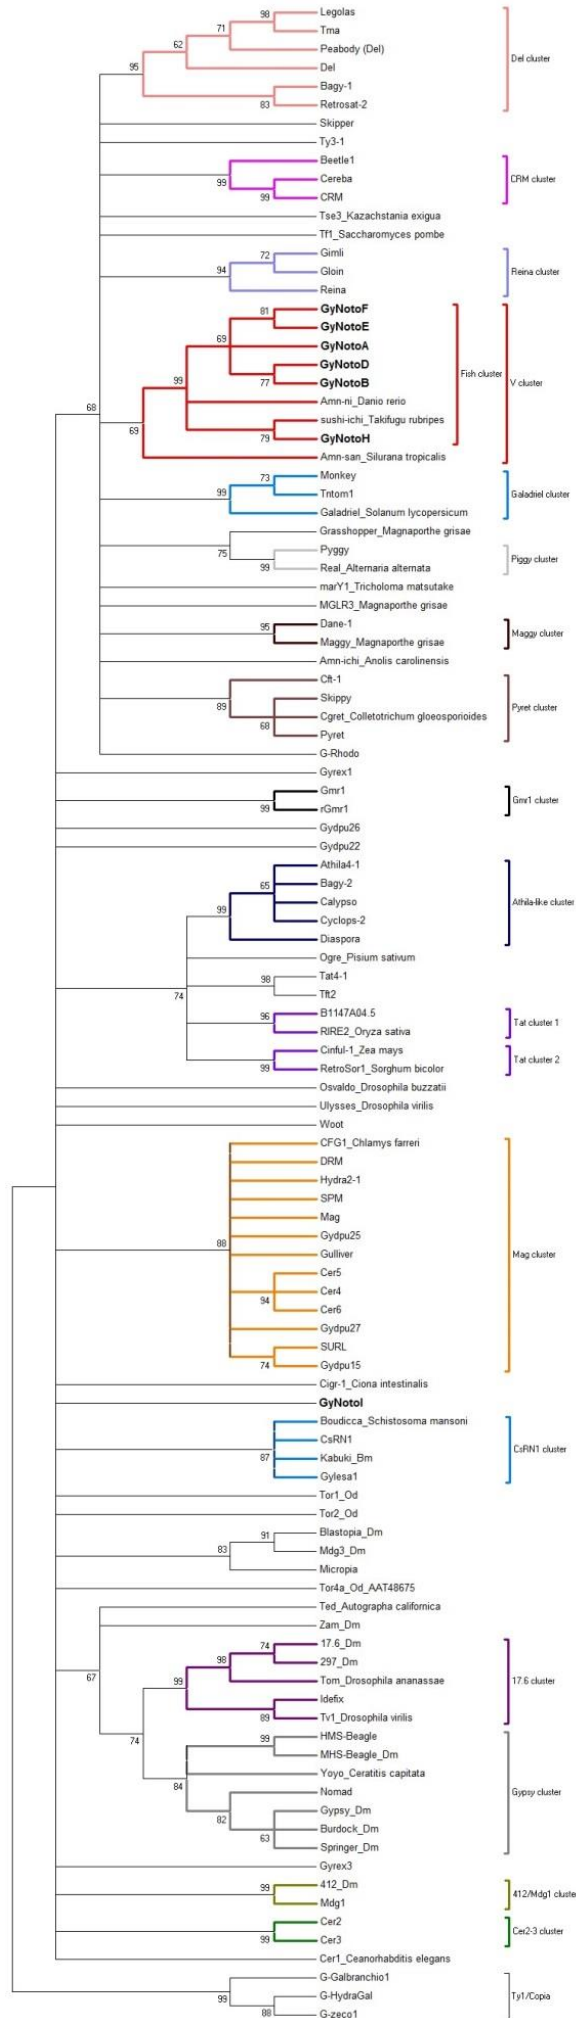 Legolas
98
Tma
71
Peabody (Del)
62
Del
95
Del cluster
Bagy-1
83
Retrosat-2
Skipper
Ty3-1
Beetle1
99
Cereba
CRM cluster
99
CRM
Tse3_Kazachstania exigua
Tf1_Saccharomyces pombe
Gimli
72
Gloin
94
Reina cluster
Reina
GyNotoF
81
GyNotoE
69
GyNotoA
GyNotoD
99
77
GyNotoB
Fish cluster
V cluster
Amn-ni_Danio rerio
68
sushi-ichi_Takifugu rubripes
69
79
GyNotoH
Amn-san_Silurana tropicalis
Monkey
73
Tntom1
99
Galadriel cluster
Galadriel_Solanum lycopersicum
Grasshopper_Magnaporthe grisae
75
Pyggy
Piggy cluster
99
Real_Alternaria alternata
marY1_Tricholoma matsutake
MGLR3_Magnaporthe grisae
Dane-1
95
Maggy cluster
Maggy_Magnaporthe grisae
Amn-ichi_Anolis carolinensis
Cft-1
89
Skippy
Pyret cluster
Cgret_Colletotrichum gloeosporioides
68
Pyret
G-Rhodo
Gyrex1
Gmr1
99
Gmr1 cluster
rGmr1
Gydpu26
Gydpu22
Athila4-1
65
Bagy-2
Calypso
Athila-like cluster
99
Cyclops-2
Diaspora
Ogre_Pisium sativum
74
98
Tat4-1
Tft2
B1147A04.5
96
Tat cluster 1
RIRE2_Oryza sativa
Cinful-1_Zea mays
Tat cluster 2
99
RetroSor1_Sorghum bicolor
Osvaldo_Drosophila buzzatii
Ulysses_Drosophila virilis
Woot
CFG1_Chlamys farreri
DRM
Hydra2-1
SPM
Mag
Gydpu25
88
Gulliver
Mag cluster
Cer5
Cer4
94
Cer6
Gydpu27
SURL
74
Gydpu15
Cigr-1_Ciona intestinalis
GyNotoI
Boudicca_Schistosoma mansoni
CsRN1
CsRN1 cluster
87
Kabuki_Bm
Gylesa1
Tor1_Od
Tor2_Od
Blastopia_Dm
91
Mdg3_Dm
83
Micropia
Tor4a_Od_AAT48675
Ted_Autographa californica
Zam_Dm
17.6_Dm
74
297_Dm
98
67
Tom_Drosophila ananassae
17.6 cluster
99
Idefix
89
Tv1_Drosophila virilis
74
HMS-Beagle
99
MHS-Beagle_Dm
Yoyo_Ceratitis capitata
84
Nomad
Gypsy cluster
82
Gypsy_Dm
Burdock_Dm
63
Springer_Dm
Gyrex3
412_Dm
99
412/Mdg1 cluste
Mdg1
Cer2
Cer2-3 cluster
99
Cer3
Cer1_Ceanorhabditis elegans
G-Galbranchio1
99
G-HydraGal
Ty1/Copia
88
G-zeco1